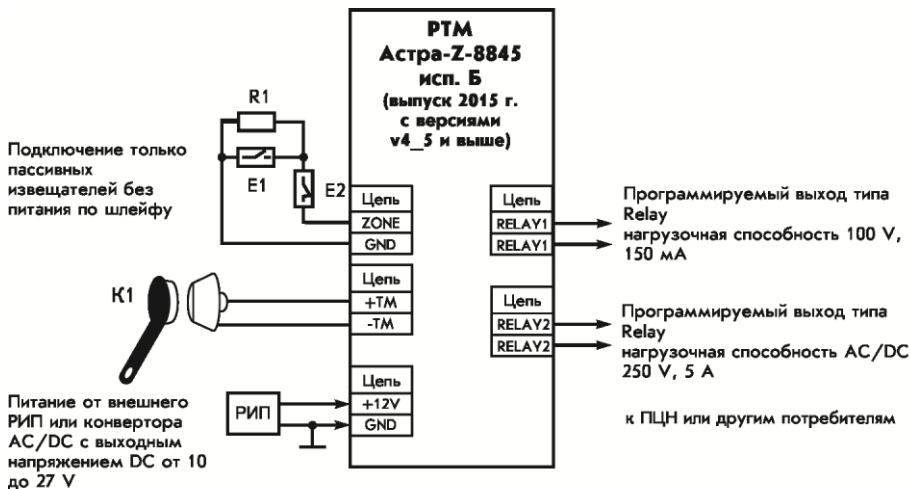 РТМ
Астра-Z-8845
исп. Б
(выпуск 2015 г.
с версиями
v4_5 и выше)
R1
E1
E2
Подключение только
пассивных
извещателей без
питания по шлейфу
Цепь
ZONE
GND
K1
Цепь
+TM
-TM
Питание от внешнего
РИП или конвертора
AC/DC с выходным
напряжением DC от 10
до 27 V
РИП
Цепь
+12V
GND
Цепь
RELAY1
RELAY1
Программируемый выход типа
Relay
нагрузочная способность 100 V,
150 мА
Цепь
RELAY2
RELAY2
Программируемый выход типа
Relay
нагрузочная способность AC/DC
250 V, 5 А
к ПЦН или другим потребителям